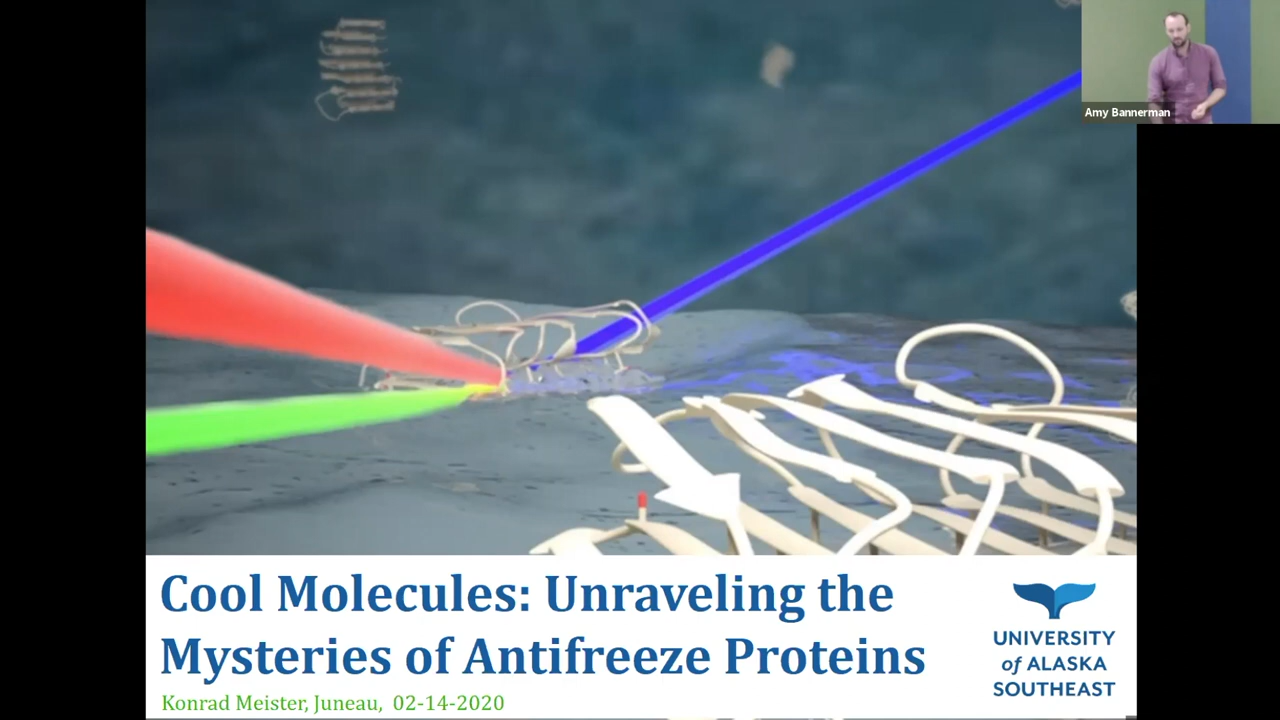 Amy Bannerman
Cool Molecules: Unraveling the
Mysteries of Antifreeze Proteins
Konrad Meister, Juneau, 02-14-2020
UNIVERSITY
of ALASKA
SOUTHEAST